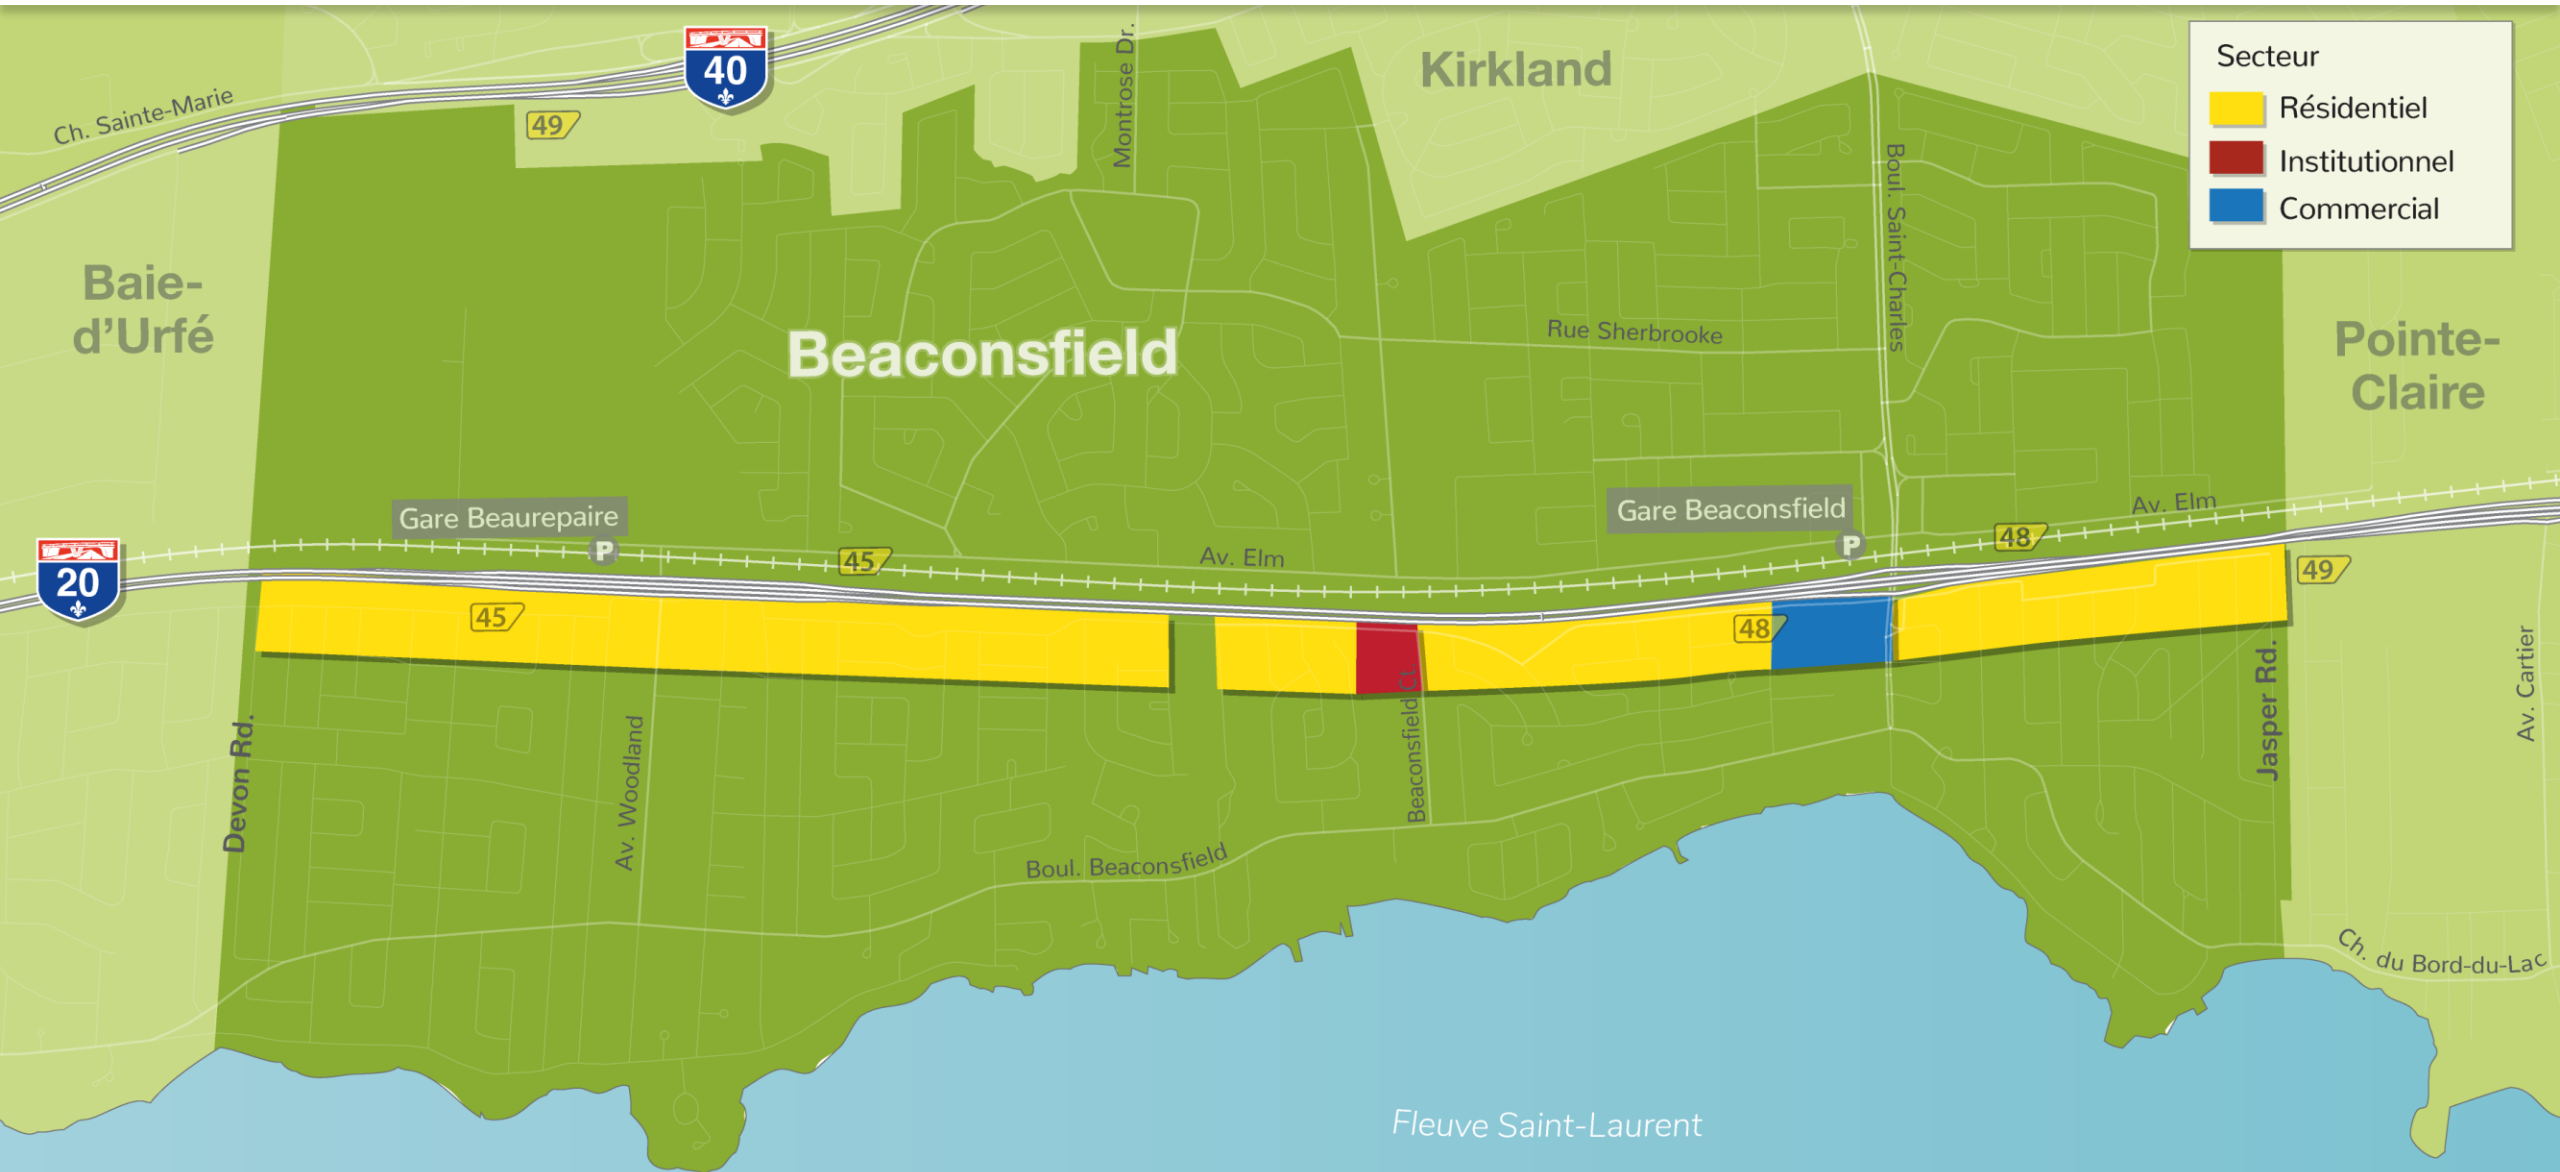 Ch. Sainte-Marie
40
49
Montrose Dr.
Kirkland
Boul. Saint-Charles
Secteur
Résidentiel
Institutionnel
Commercial
Baie-
d'Urfé
Beaconsfield
Rue Sherbrooke
Pointe-
Claire
Gare Beaurepaire
P
Gare Beaconsfield
P
Av. Elm
48
20
45
Av. Elm
49
45
48
Devon Rd.
Av. Woodland
Beaconsfield Ct.
Jasper Rd.
Av. Cartier
Boul. Beaconsfield
Ch. du Bord-du-Lac
Fleuve Saint-Laurent